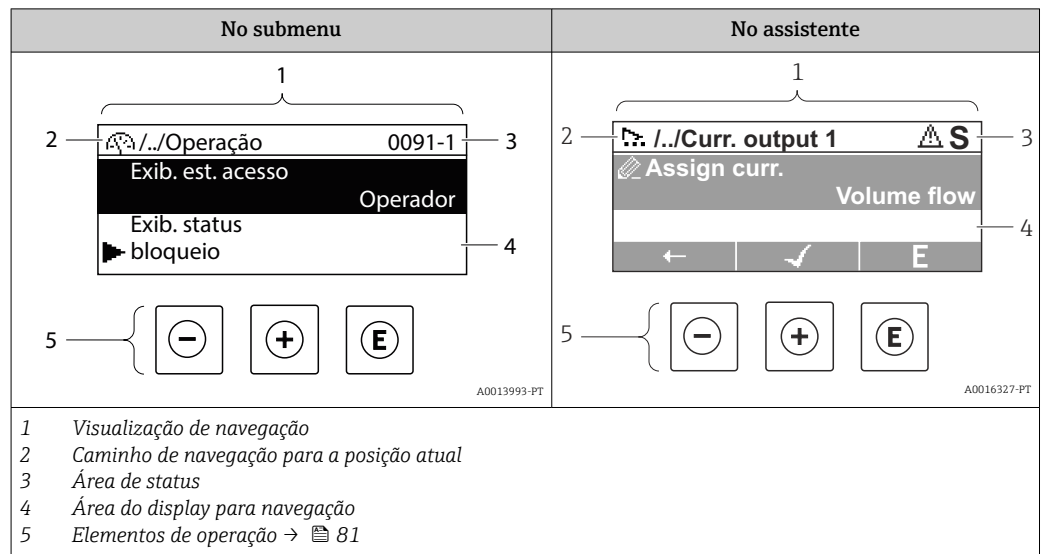 No submenu
No assistente
1
2
/../Operação 0091-1
3
Exib. est. acesso
Operador
Exib. status
bloqueio
4
5
- + E
A0013993-PT
1
2
/../Curr. output 1 S
3
Assign curr.
Volume flow
4
← ✓ E
5
- + E
A0016327-PT
1 Visualização de navegação
2 Caminho de navegação para a posição atual
3 Área de status
4 Área do display para navegação
5 Elementos de operação → 81